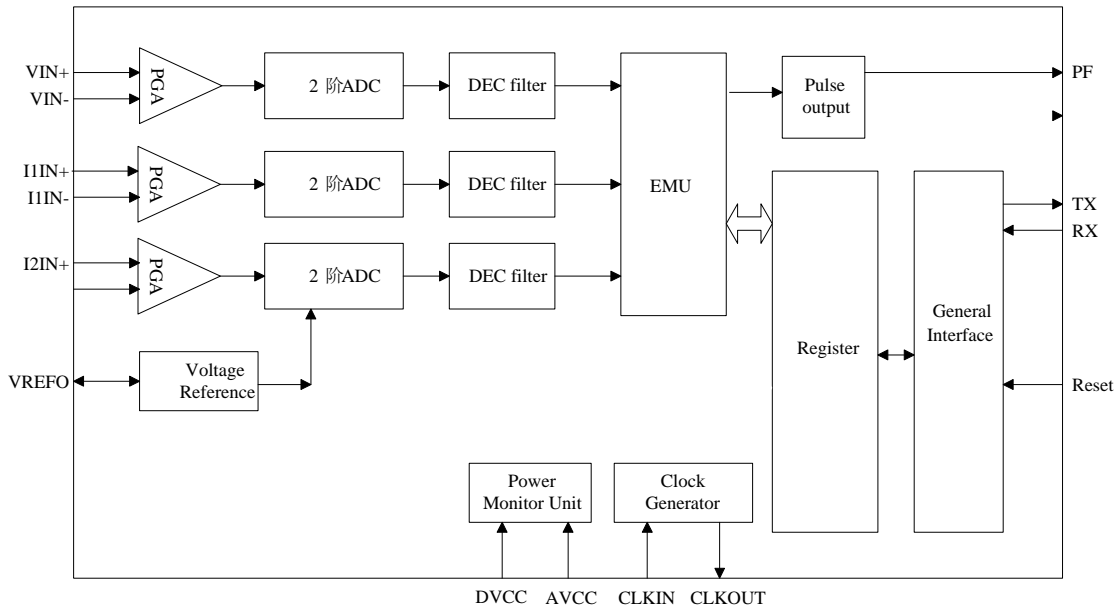 VIN+
VIN-
PGA
2 阶ADC
DEC filter
EMU
Pulse
output
PF
I1IN+
I1IN-
PGA
2 阶ADC
DEC filter
TX
RX
I2IN+
PGA
2 阶ADC
DEC filter
Register
General
Interface
VREFO
Voltage
Reference
Reset
Power
Monitor Unit
Clock
Generator
DVCC
AVCC
CLKIN
CLKOUT